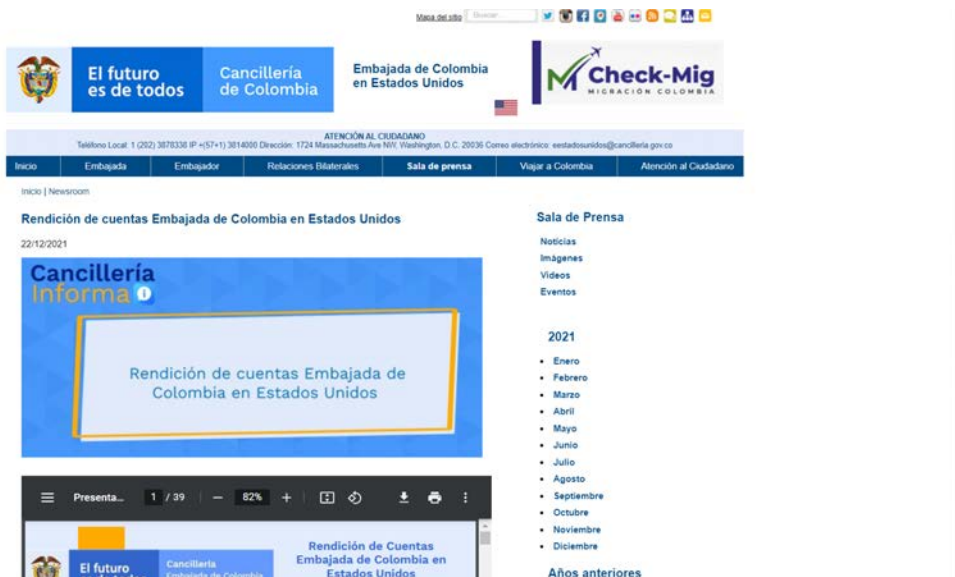 Mapa del sitio Buscar...
El futuro
es de todos
Cancillería
de Colombia
Embajada de Colombia
en Estados Unidos
Check-Mig
MIGRACIÓN COLOMBIA
ATENCIÓN AL CIUDADANO
Teléfono Local: 1 (202) 3878338 IP +(57+1) 3814000 Dirección: 1724 Massachusetts Ave NW, Washington, D.C. 20036 Correo electrónico: eestadosunidos@cancilleria.gov.co
Inicio Embajada Embajador Relaciones Bilaterales Sala de prensa Viajar a Colombia Atención al Ciudadano
Inicio | Newsroom
Rendición de cuentas Embajada de Colombia en Estados Unidos
22/12/2021
Cancillería
Informa
Rendición de cuentas Embajada de
Colombia en Estados Unidos
Presenta... 1 / 39 82%
El futuro
Cancillería
Rendición de Cuentas
Embajada de Colombia en
Estados Unidos
Sala de Prensa
Noticias
Imágenes
Videos
Eventos
2021
Enero
Febrero
Marzo
Abril
Mayo
Junio
Julio
Agosto
Septiembre
Octubre
Noviembre
Diciembre
Años anteriores